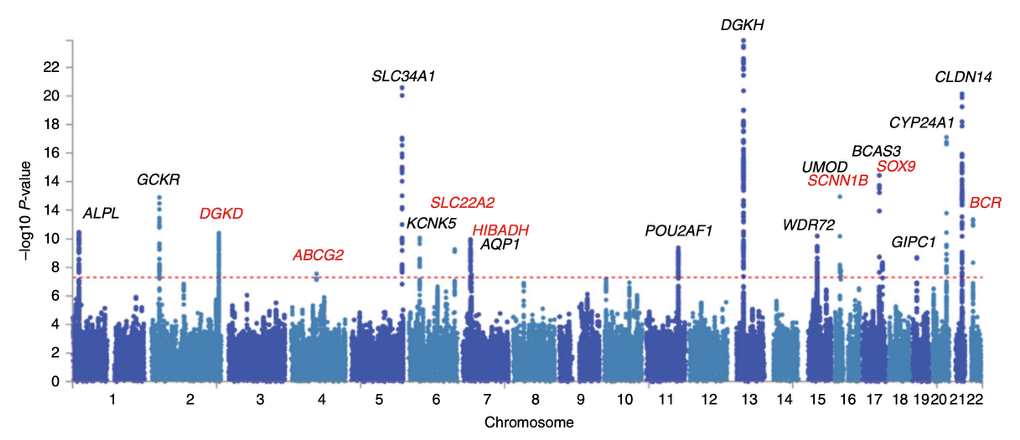 DGKH
SLC34A1
CLDN14
CYP24A1
BCAS3
UMOD
SOX9
SCNN1B
GCKR
ALPL
DGKD
SLC22A2
BCR
KCNK5
HIBADH
WDR72
POU2AF1
AQP1
GIPC1
ABCG2
–log10 P-value
22
20
18
16
14
12
10
8
6
4
2
0
1 2 3 4 5 6 7 8 9 10 11 12 13 14 15 16 17 18 19 20 21 22
Chromosome